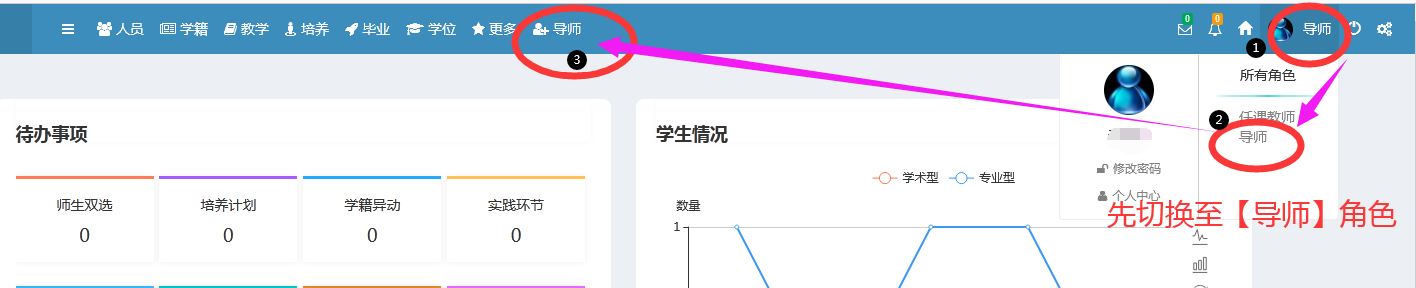 人员 学籍 教学 培养 毕业 学位 更多 导师 0 0 导师
3
1
所有角色
2
任课教师
导师
修改密码
个人中心
先切换至【导师】角色
待办事项
师生双选 培养计划 学籍异动 实践环节
0 0 0 0
学生情况
学术型 专业型
数量
1